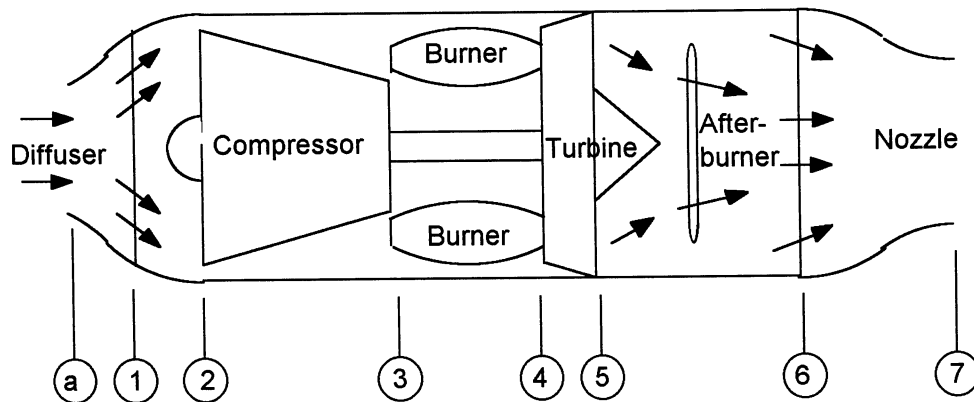 Burner
Diffuser
Compressor
Turbine
After-
burner
Nozzle
Burner
a
1
2
3
4
5
6
7